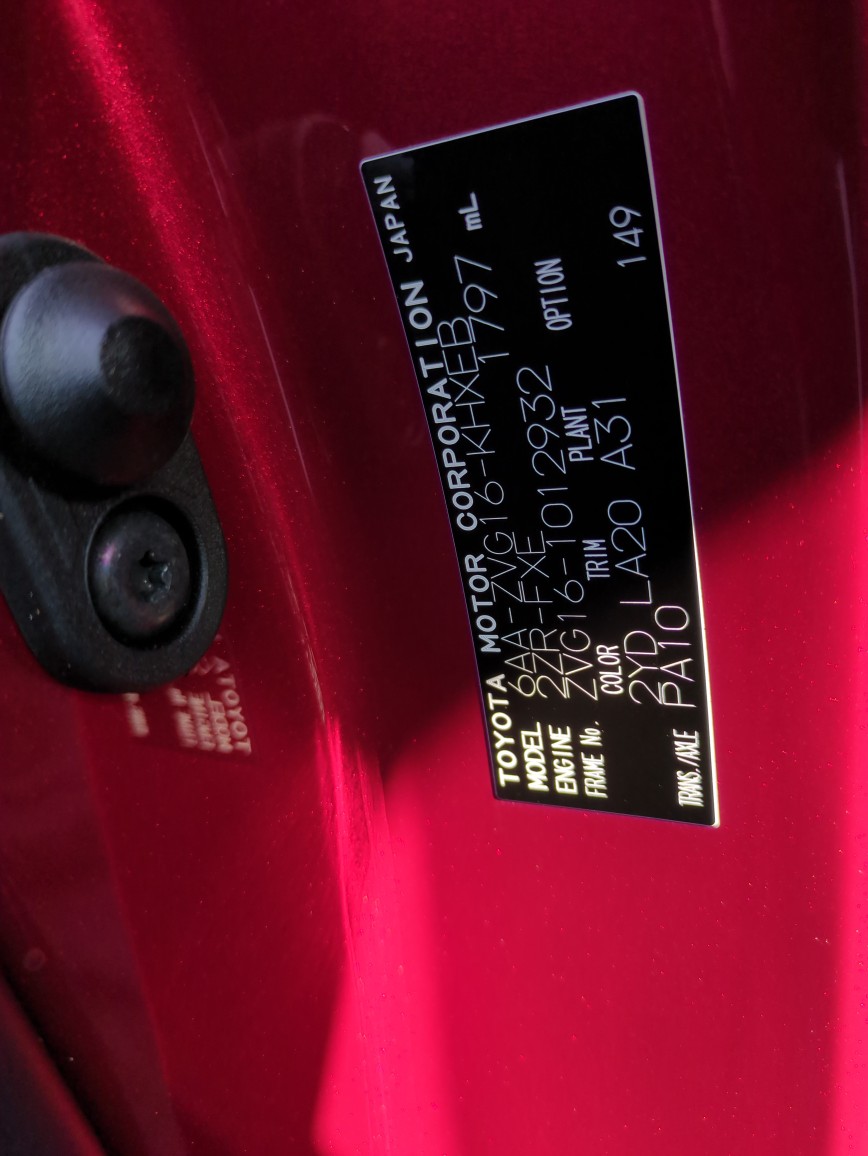 TOYOTA MOTOR CORPORATION JAPAN
MODEL 6AA-ZVG16-KHXEB
ENGINE 2ZR-FXE 1797 mL
FRAME No. ZVG16-1012932
COLOR TRIM PLANT OPTION
2YD LA20 A31 149
TRANS./AXLE PA10